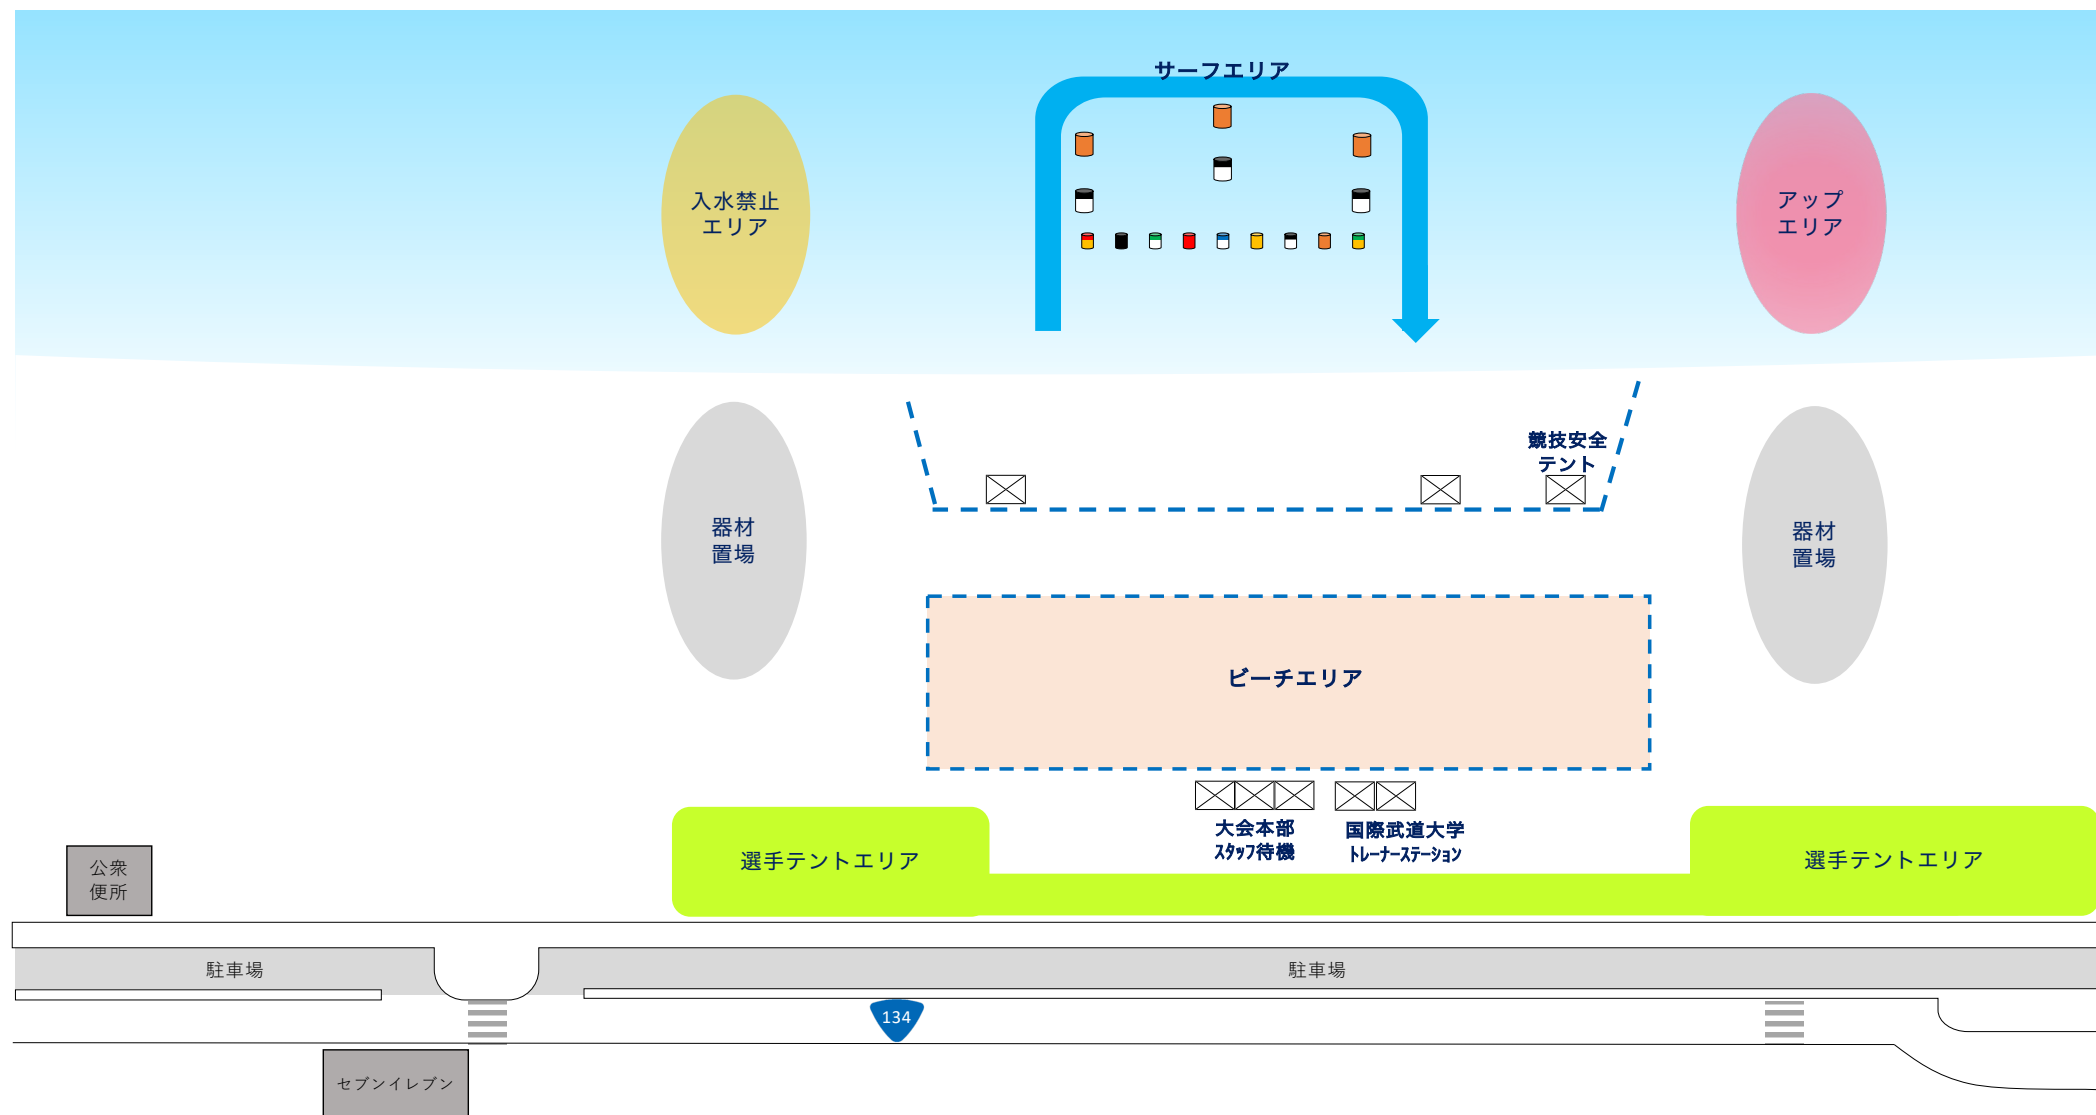 サーフエリア
入水禁止
エリア
アップ
エリア
競技安全
テント
器材
置場
器材
置場
ビーチエリア
大会本部
スタッフ待機
国際武道大学
トレーナーステーション
選手テントエリア
選手テントエリア
公衆
便所
駐車場
駐車場
134
セブンイレブン